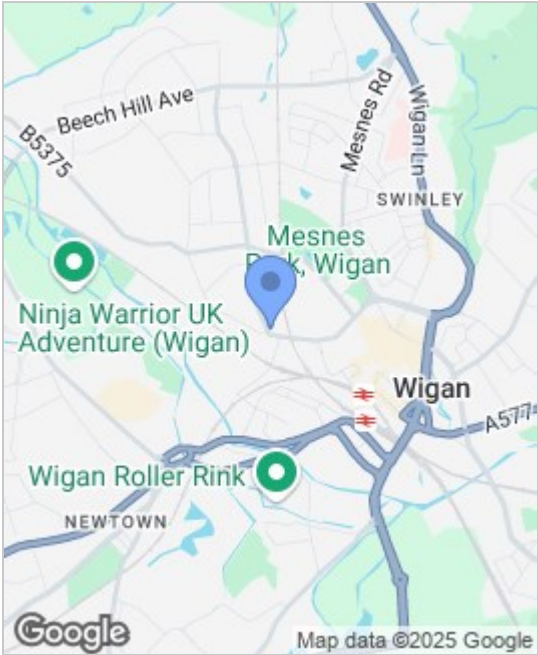 Beech Hill Ave
B5375
Mesnes Rd
Wigan Ln
SWINLEY
Mesnes
Park, Wigan
Ninja Warrior UK
Adventure (Wigan)
Wigan
A577
Wigan Roller Rink
NEWTOWN
Google
Map data ©2025 Google